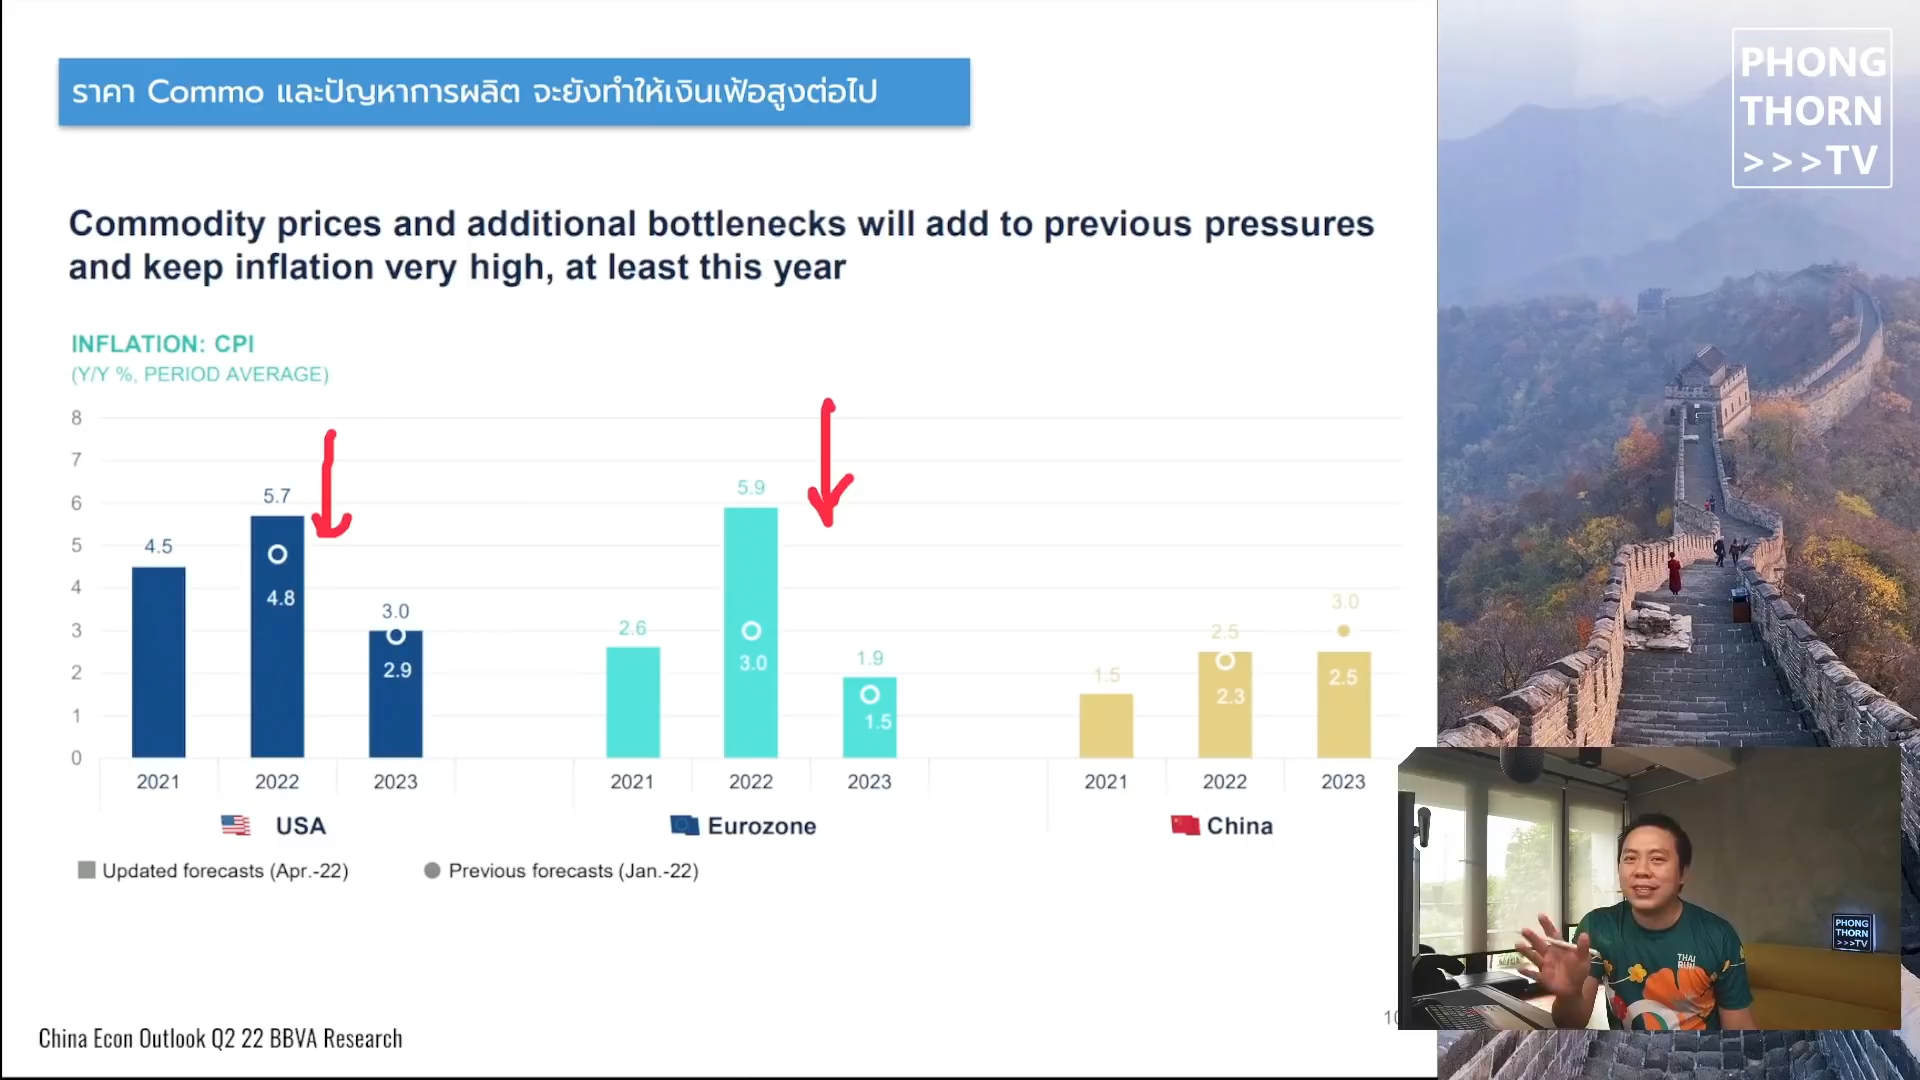 ราคา Commo และปัญหาการผลิต จะยังทำให้เงินเฟ้อสูงต่อไป
PHONG
THORN
>>>TV
Commodity prices and additional bottlenecks will add to previous pressures
and keep inflation very high, at least this year
INFLATION: CPI
(Y/Y %, PERIOD AVERAGE)
8
7
6
5
4
3
2
1
0
4.5
5.7
4.8
3.0
2.9
2.6
5.9
3.0
1.9
1.5
1.5
2.5
2.3
3.0
2.5
2021 2022 2023 2021 2022 2023 2021 2022 2023
USA Eurozone China
Updated forecasts (Apr.-22) Previous forecasts (Jan.-22)
PHONG
THORN
>>>TV
THAI
RUN
China Econ Outlook Q2 22 BBVA Research